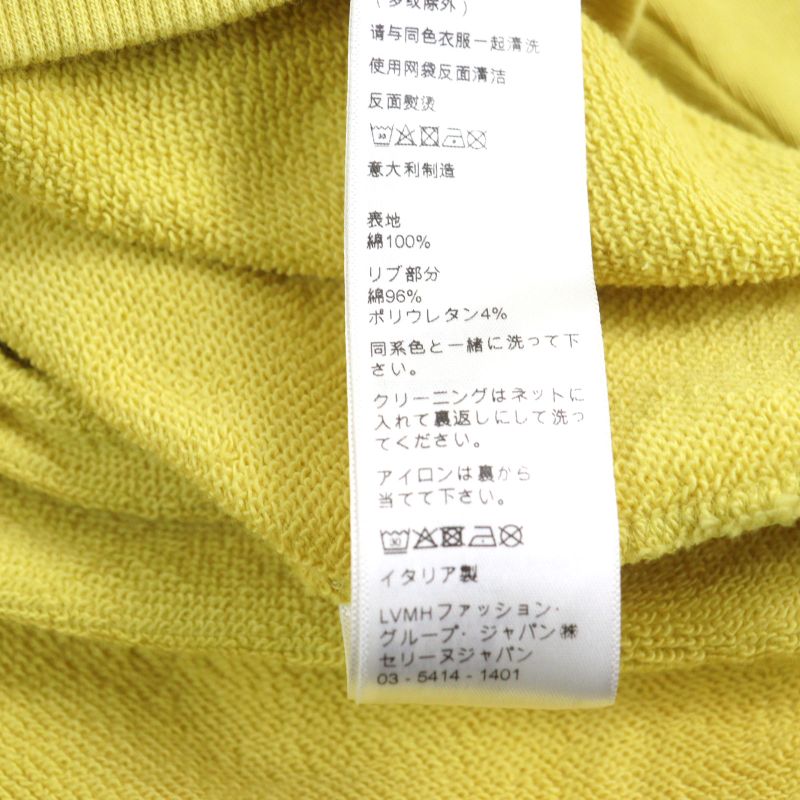 （多纹除外）
请与同色衣服一起清洗
使用网袋反面清洁
反面熨烫
30
意大利制造
表地
綿100%
リブ部分
綿96%
ポリウレタン4%
同系色と一緒に洗って下
さい。
クリーニングはネットに
入れて裏返しにして洗っ
てください。
アイロンは裏から
当てて下さい。
30
イタリア製
LVMHファッション・
グループ・ジャパン㈱
セリーヌジャパン
03 - 5414 - 1401